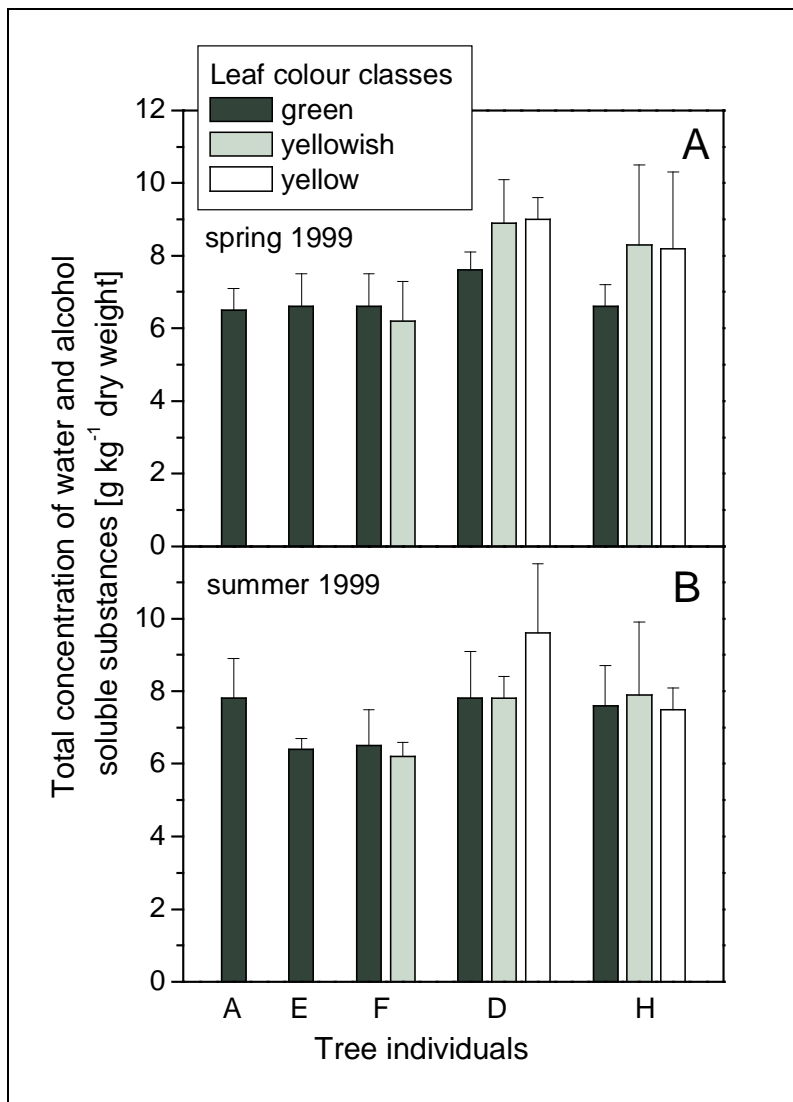 Leaf colour classes
green
yellowish
yellow
12
10
8
6
4
2
0
A
spring 1999
Total concentration of water and alcohol
soluble substances [g kg⁻¹ dry weight]
summer 1999
B
10
8
6
4
2
0
A E F D H
Tree individuals